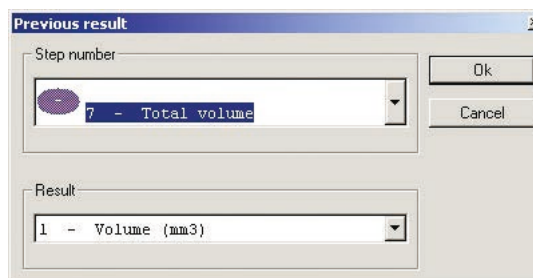 Previous result
Step number
7 - Total volume
Ok
Cancel
Result
1 - Volume (mm3)